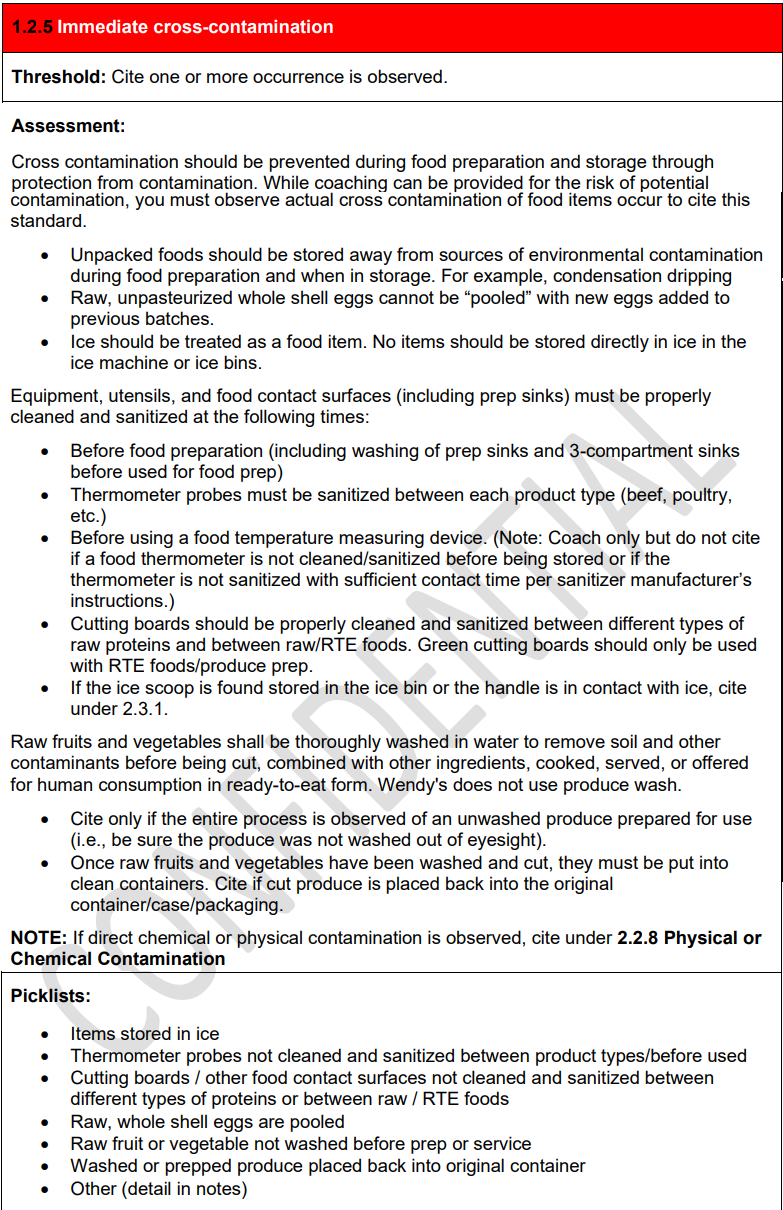 1.2.5 Immediate cross-contamination
Threshold: Cite one or more occurrence is observed.
Assessment:
Cross contamination should be prevented during food preparation and storage through
protection from contamination. While coaching can be provided for the risk of potential
contamination, you must observe actual cross contamination of food items occur to cite this
standard.
• Unpacked foods should be stored away from sources of environmental contamination
during food preparation and when in storage. For example, condensation dripping
• Raw, unpasteurized whole shell eggs cannot be “pooled” with new eggs added to
previous batches.
• Ice should be treated as a food item. No items should be stored directly in ice in the
ice machine or ice bins.
Equipment, utensils, and food contact surfaces (including prep sinks) must be properly
cleaned and sanitized at the following times:
• Before food preparation (including washing of prep sinks and 3-compartment sinks
before used for food prep)
• Thermometer probes must be sanitized between each product type (beef, poultry,
etc.)
• Before using a food temperature measuring device. (Note: Coach only but do not cite
if a food thermometer is not cleaned/sanitized before being stored or if the
thermometer is not sanitized with sufficient contact time per sanitizer manufacturer’s
instructions.)
• Cutting boards should be properly cleaned and sanitized between different types of
raw proteins and between raw/RTE foods. Green cutting boards should only be used
with RTE foods/produce prep.
• If the ice scoop is found stored in the ice bin or the handle is in contact with ice, cite
under 2.3.1.
Raw fruits and vegetables shall be thoroughly washed in water to remove soil and other
contaminants before being cut, combined with other ingredients, cooked, served, or offered
for human consumption in ready-to-eat form. Wendy's does not use produce wash.
• Cite only if the entire process is observed of an unwashed produce prepared for use
(i.e., be sure the produce was not washed out of eyesight).
• Once raw fruits and vegetables have been washed and cut, they must be put into
clean containers. Cite if cut produce is placed back into the original
container/case/packaging.
NOTE: If direct chemical or physical contamination is observed, cite under 2.2.8 Physical or
Chemical Contamination
Picklists:
• Items stored in ice
• Thermometer probes not cleaned and sanitized between product types/before used
• Cutting boards / other food contact surfaces not cleaned and sanitized between
different types of proteins or between raw / RTE foods
• Raw, whole shell eggs are pooled
• Raw fruit or vegetable not washed before prep or service
• Washed or prepped produce placed back into original container
• Other (detail in notes)
CONFIDENTIAL